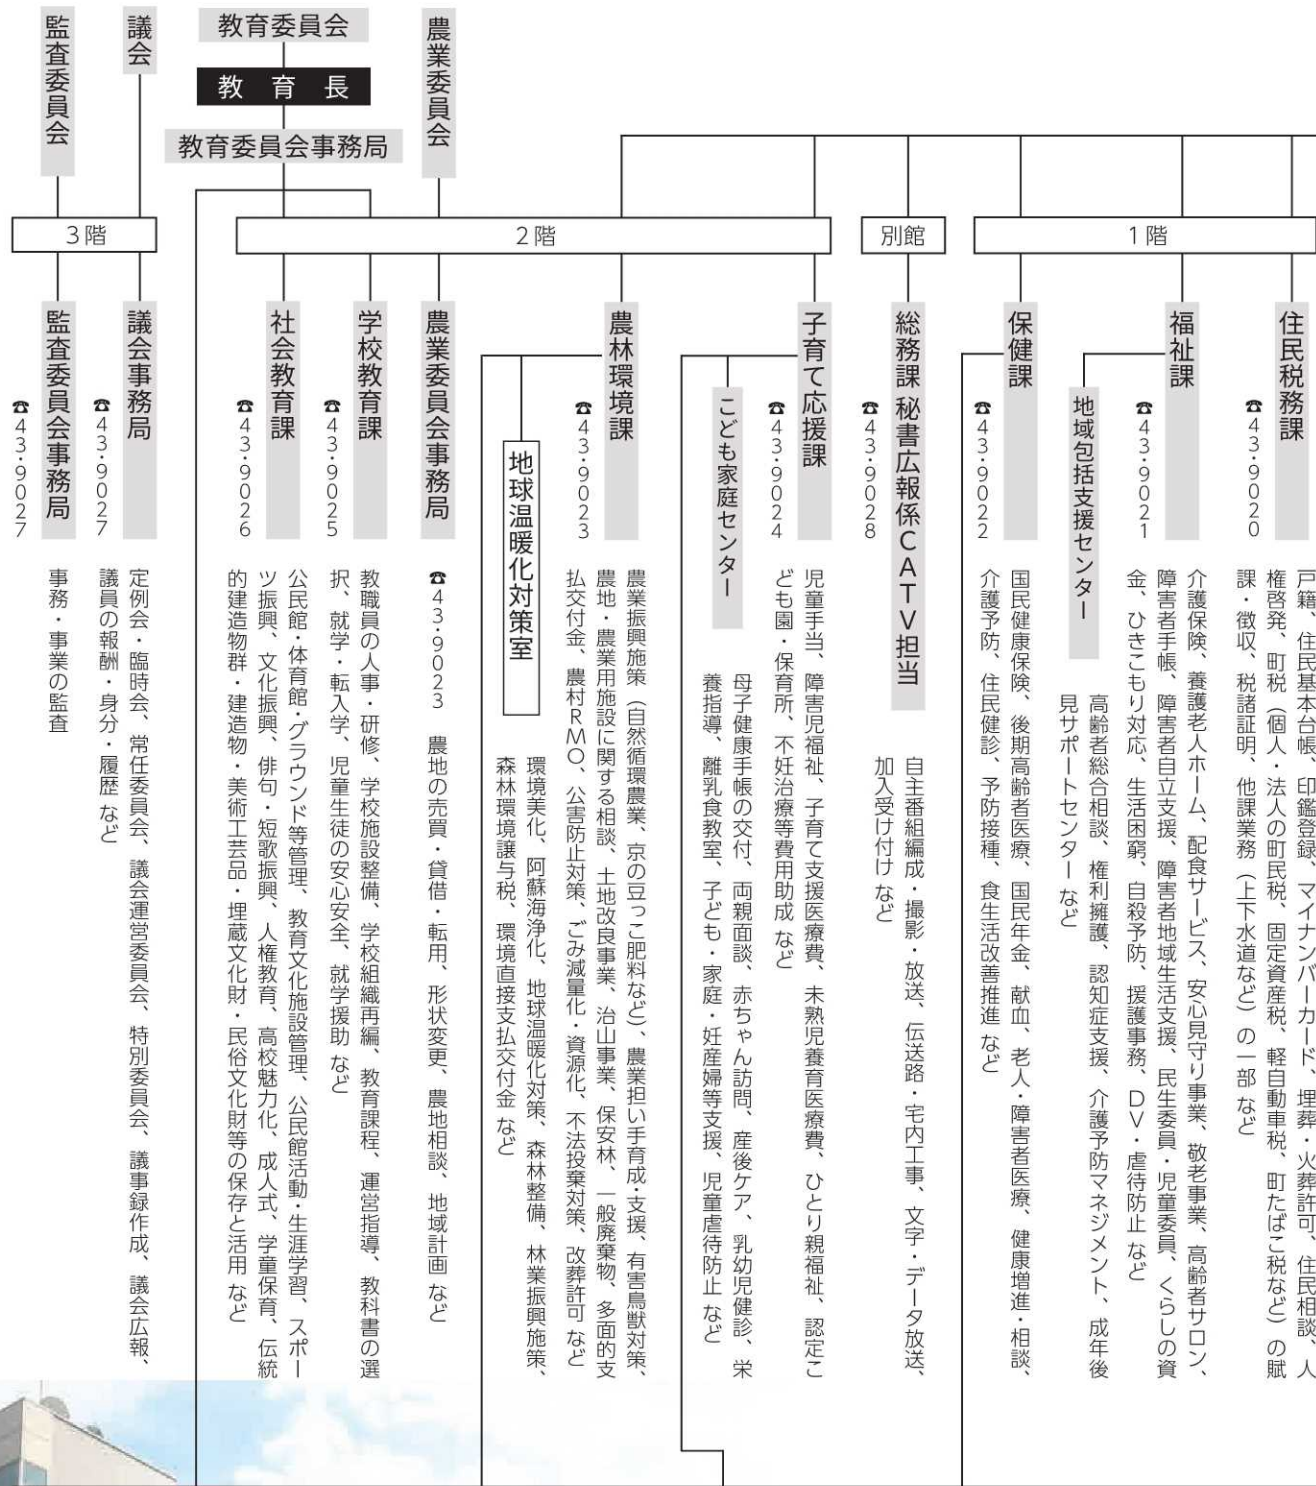 住民税務課
☎43・9020
戸籍、住民基本台帳、印鑑登録、マイナンバーカード、埋葬・火葬許可、住民相談、人
権啓発、町税（個人・法人の町民税、固定資産税、軽自動車税、町たばこ税など）の賦
課・徴収、税諸証明、他課業務（上下水道など）の一部 など
1階
福祉課
☎43・9021
介護保険、養護老人ホーム、配食サービス、安心見守り事業、敬老事業、高齢者サロン、
障害者手帳、障害者自立支援、障害者地域生活支援、民生委員・児童委員、くらしの資
金、ひきこもり対応、生活困窮、自殺予防、援護事務、DV・虐待防止 など
地域包括支援センター
高齢者総合相談、権利擁護、認知症支援、介護予防マネジメント、成年後
見サポートセンター など
保健課
☎43・9022
国民健康保険、後期高齢者医療、国民年金、献血、老人・障害者医療、健康増進・相談、
介護予防、住民健診、予防接種、食生活改善推進 など
別館
総務課 秘書広報係CATV担当
☎43・9028
自主番組編成・撮影・放送、伝送路・宅内工事、文字・データ放送、
加入受け付け など
2階
子育て応援課
☎43・9024
児童手当、障害児福祉、子育て支援医療費、未熟児養育医療費、ひとり親福祉、認定こ
ども園・保育所、不妊治療等費用助成 など
こども家庭センター
母子健康手帳の交付、両親面談、赤ちゃん訪問、産後ケア、乳幼児健診、栄
養指導、離乳食教室、子ども・家庭・妊産婦等支援、児童虐待防止 など
農林環境課
☎43・9023
農業振興施策（自然循環農業、京の豆っこ肥料など）、農業担い手育成・支援、有害鳥獣対策、
農地・農業用施設に関する相談、土地改良事業、治山事業、保安林、一般廃棄物、多面的支
払交付金、農村RMO、公害防止対策、ごみ減量化・資源化、不法投棄対策、改葬許可 など
地球温暖化対策室
環境美化、阿蘇海浄化、地球温暖化対策、森林整備、林業振興施策、
森林環境譲与税、環境直接支払交付金 など
農業委員会
農業委員会事務局
☎43・9023 農地の売買・貸借・転用、形状変更、農地相談、地域計画 など
教育委員会
教育長
教育委員会事務局
学校教育課
☎43・9025
教職員の人事・研修、学校施設整備、学校組織再編、教育課程、運営指導、教科書の選
択、就学・転入学、児童生徒の安心安全、就学援助 など
社会教育課
☎43・9026
公民館・体育館・グラウンド等管理、教育文化施設管理、公民館活動・生涯学習、スポー
ツ振興、文化振興、俳句・短歌振興、人権教育、高校魅力化、成人式、学童保育、伝統
的建造物群・建造物・美術工芸品・埋蔵文化財・民俗文化財等の保存と活用 など
議会
3階
議会事務局
☎43・9027
定例会・臨時会、常任委員会、議会運営委員会、特別委員会、議事録作成、議会広報、
議員の報酬・身分・履歴 など
監査委員会
監査委員会事務局
☎43・9027
事務・事業の監査